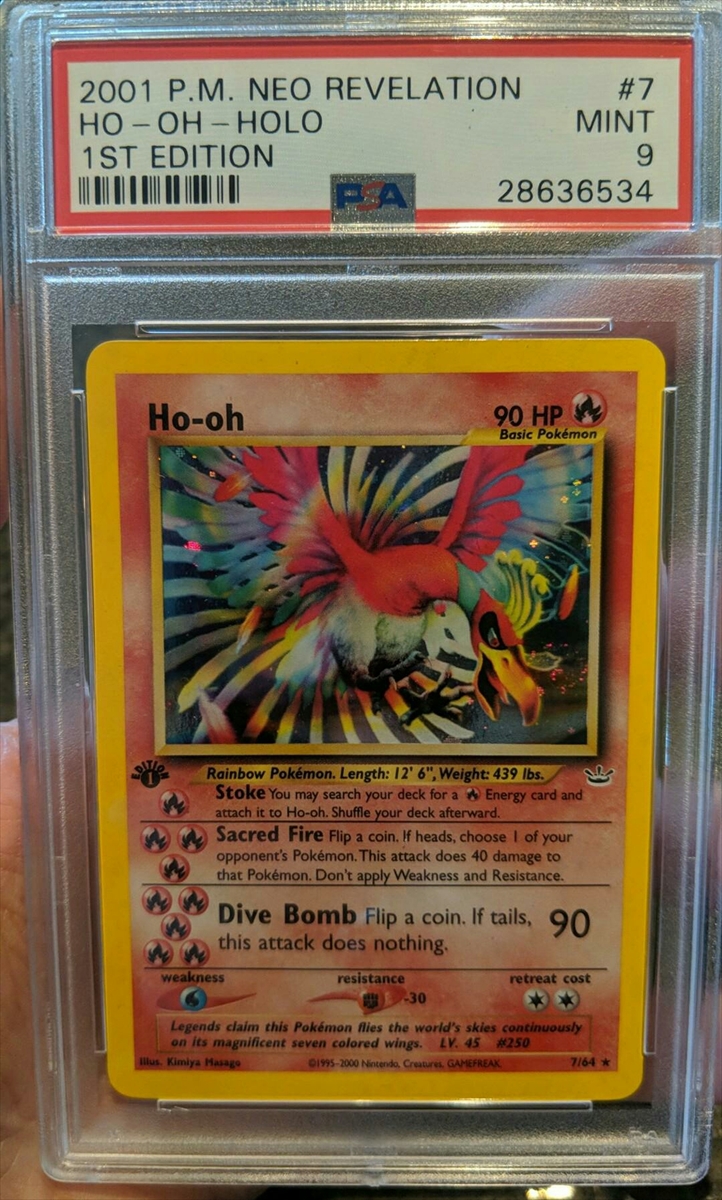 2001 P.M. NEO REVELATION #7
HO-OH-HOLO MINT
1ST EDITION 9
PSA 28636534
Ho-oh 90 HP
Basic Pokémon
EDITION
1
Rainbow Pokémon. Length: 12' 6", Weight: 439 lbs.
Stoke You may search your deck for a Energy card and
attach it to Ho-oh. Shuffle your deck afterward.
Sacred Fire Flip a coin. If heads, choose 1 of your
opponent's Pokémon. This attack does 40 damage to
that Pokémon. Don't apply Weakness and Resistance.
Dive Bomb Flip a coin. If tails, 90
this attack does nothing.
weakness resistance retreat cost
-30
Legends claim this Pokémon flies the world's skies continuously
on its magnificent seven colored wings. LV. 45 #250
Illus. Kimiya Masago ©1995-2000 Nintendo, Creatures, GAMEFREAK. 7/64 ★